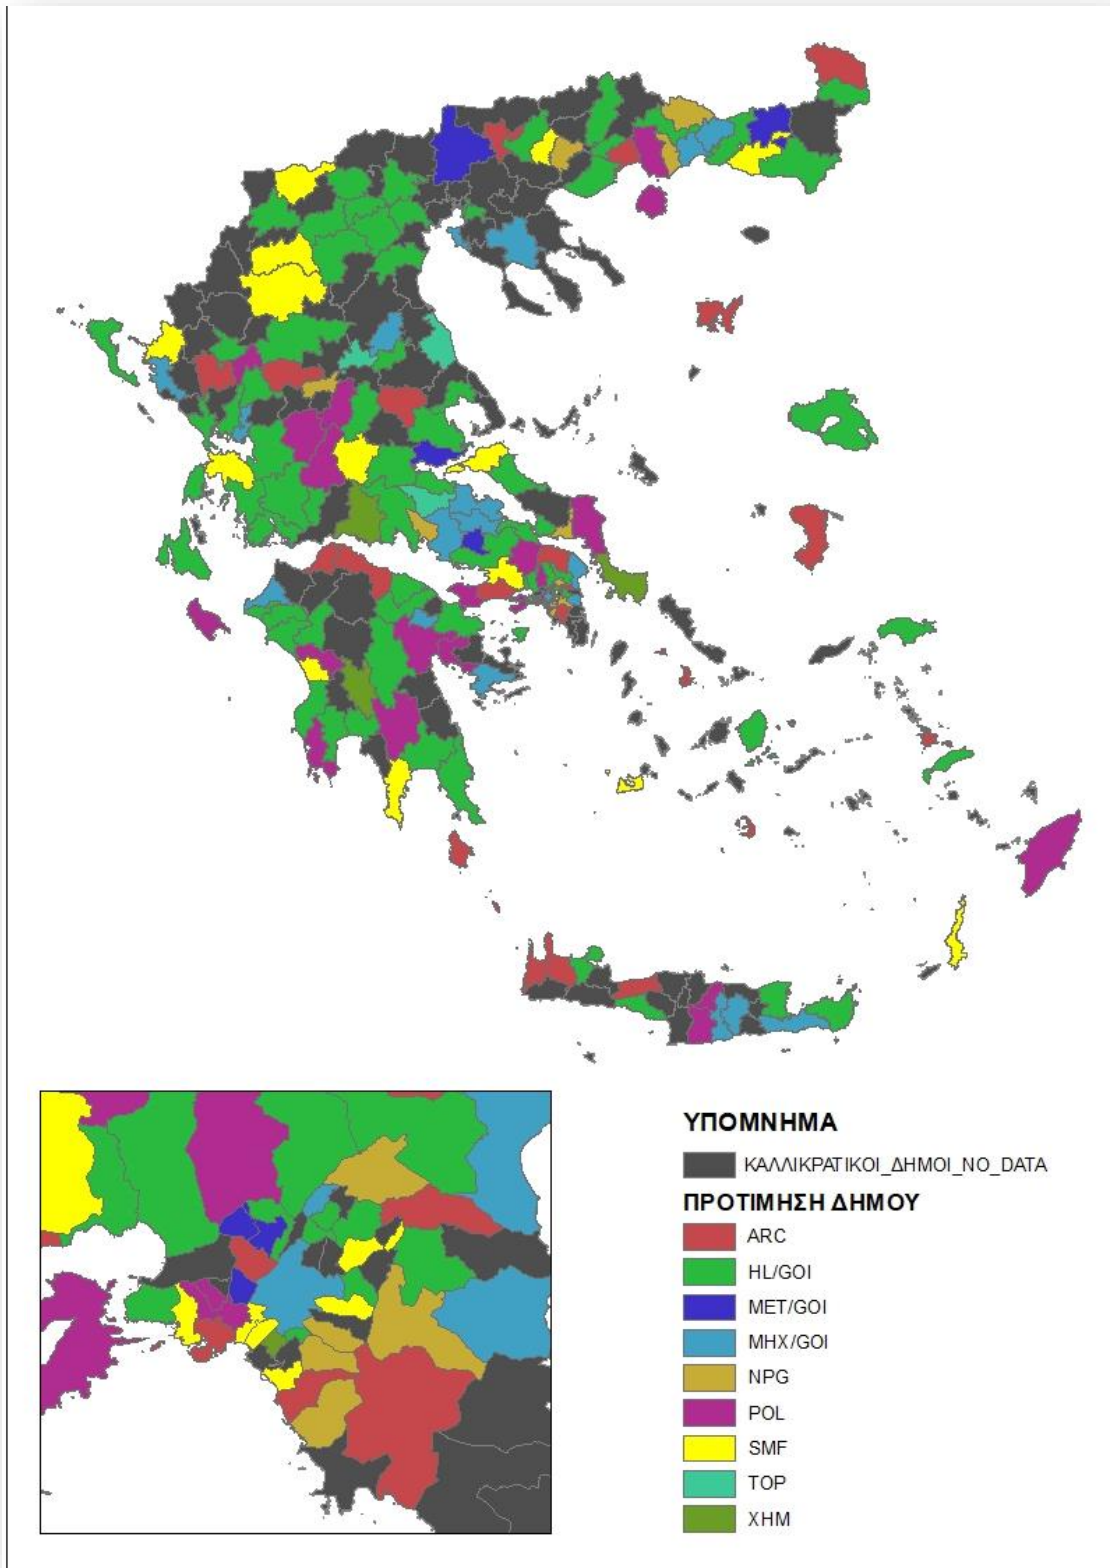 ΥΠΟΜΝΗΜΑ
ΚΑΛΛΙΚΡΑΤΙΚΟΙ_ΔΗΜΟΙ_NO_DATA
ΠΡΟΤΙΜΗΣΗ ΔΗΜΟΥ
ARC
HL/GOI
MET/GOI
MHX/GOI
NPG
POL
SMF
TOP
XHM